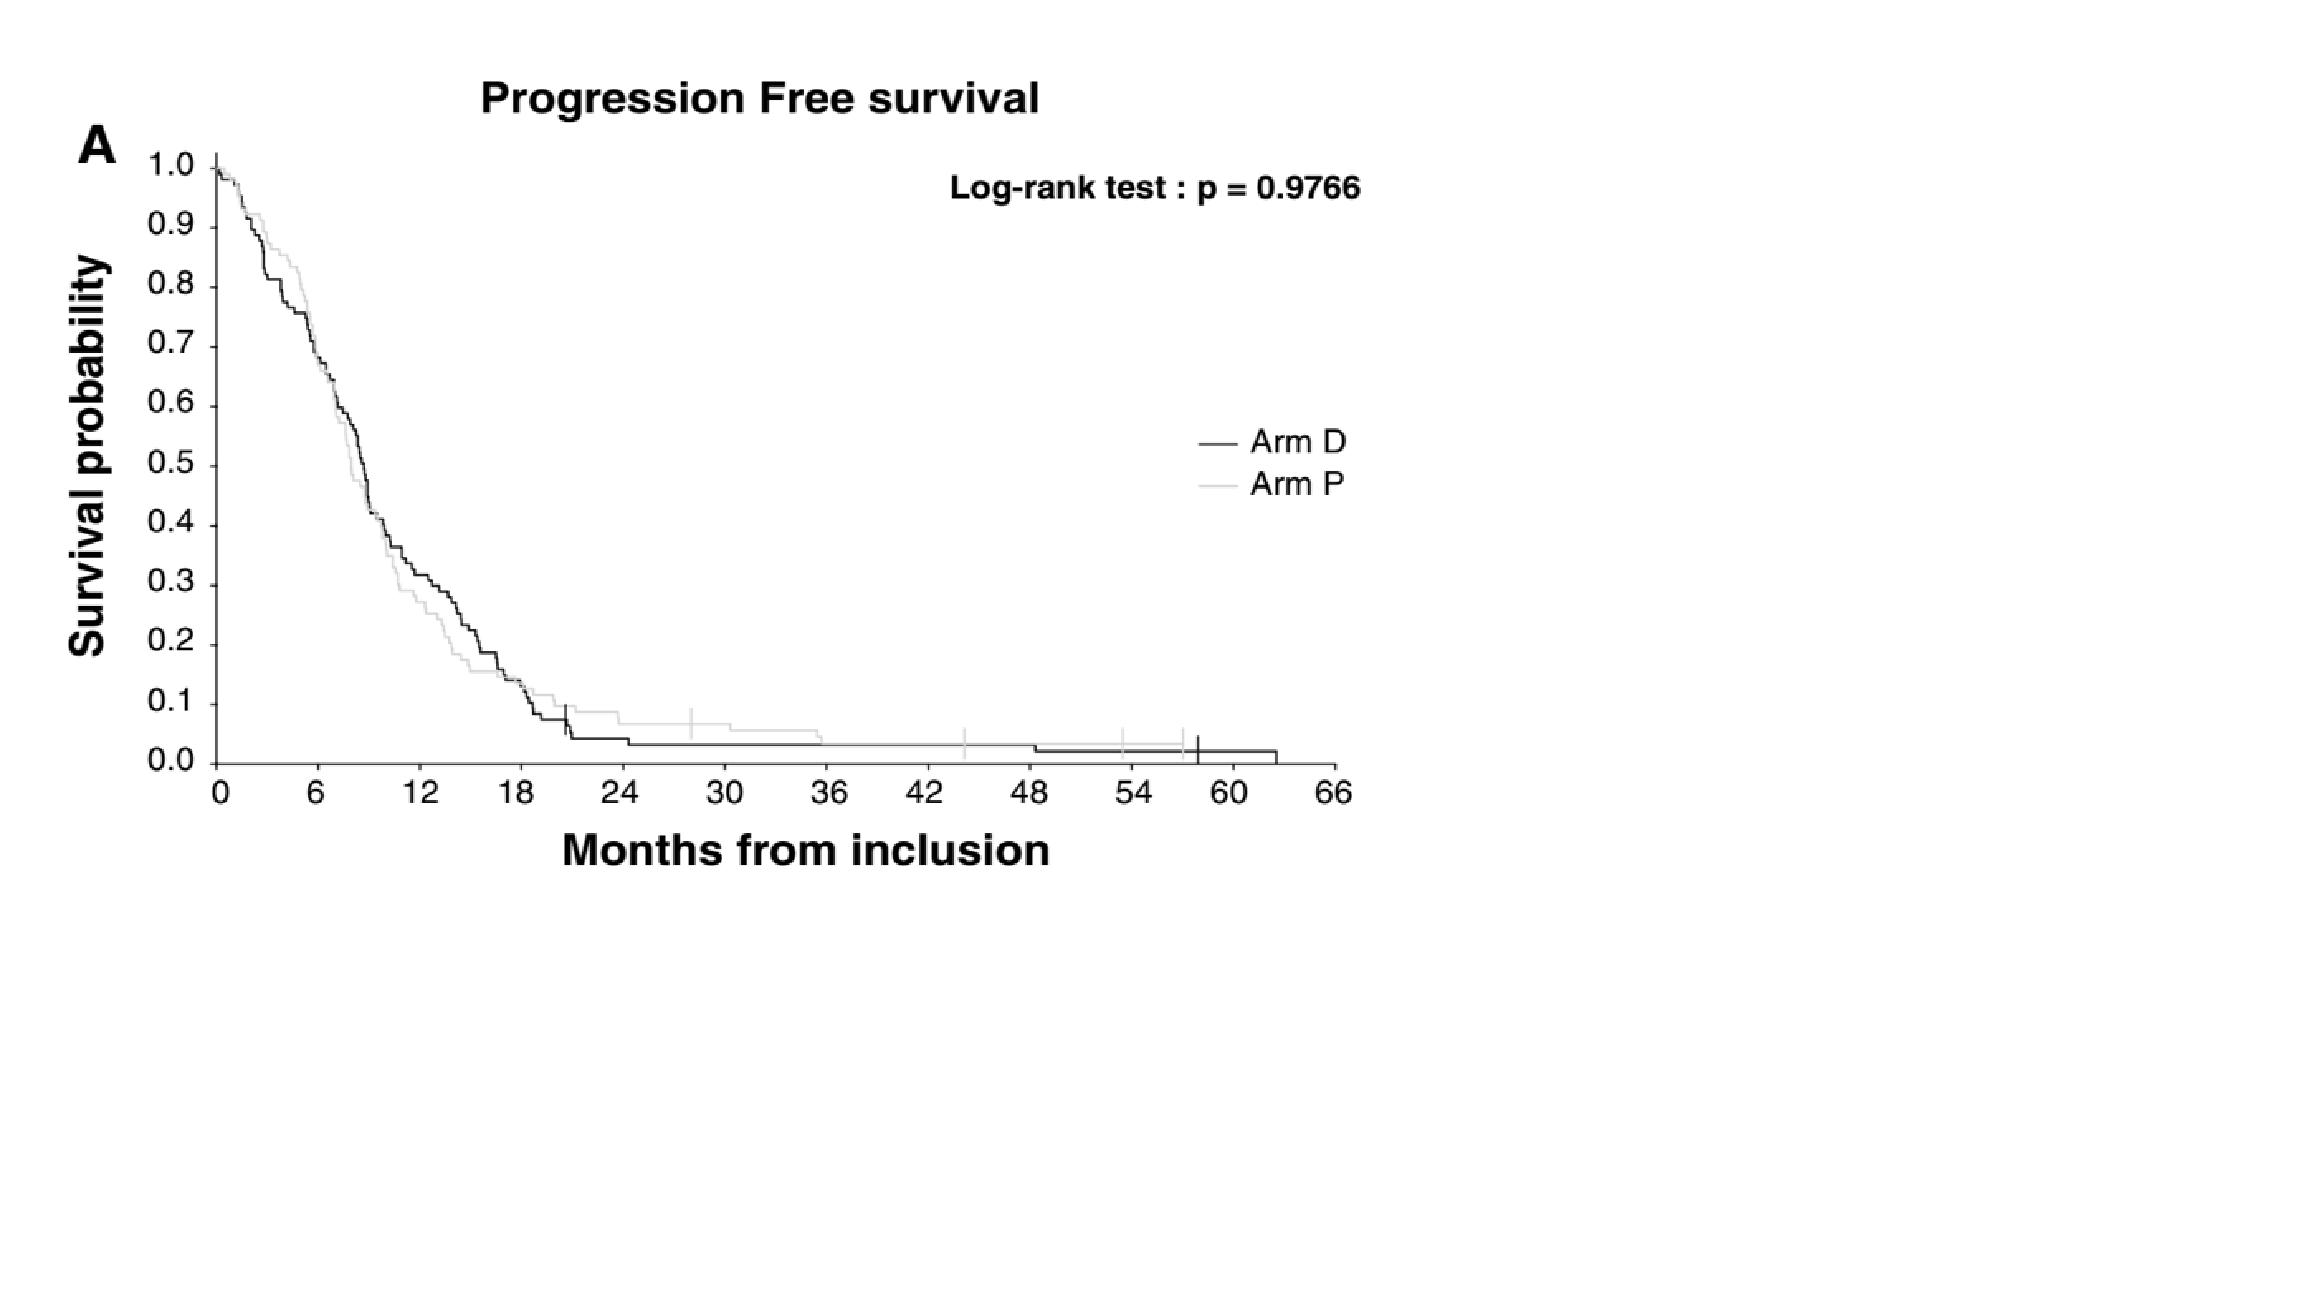 Progression Free survival
A
Log-rank test : p = 0.9766
Survival probability
1.0
0.9
0.8
0.7
0.6
0.5
0.4
0.3
0.2
0.1
0.0
Arm D
Arm P
0 6 12 18 24 30 36 42 48 54 60 66
Months from inclusion